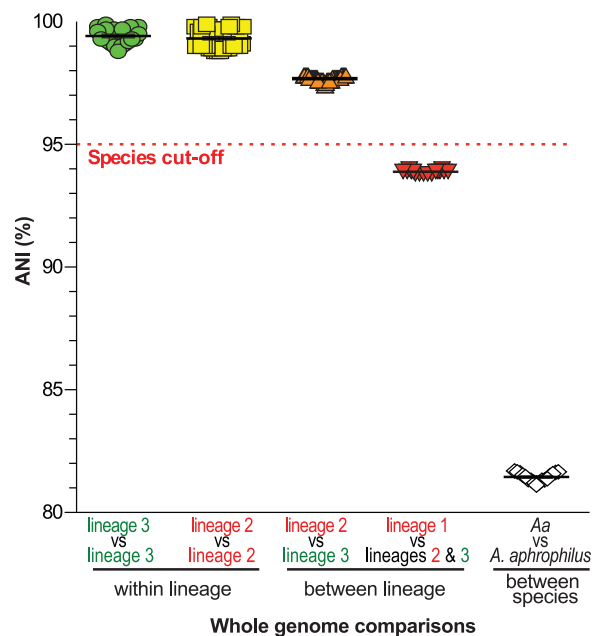 100
95
90
85
80
ANI (%)
Species cut-off
lineage 3
vs
lineage 3
lineage 2
vs
lineage 2
lineage 2
vs
lineage 3
lineage 1
vs
lineages 2 & 3
Aa
vs
A. aphrophilus
within lineage
between lineage
between
species
Whole genome comparisons